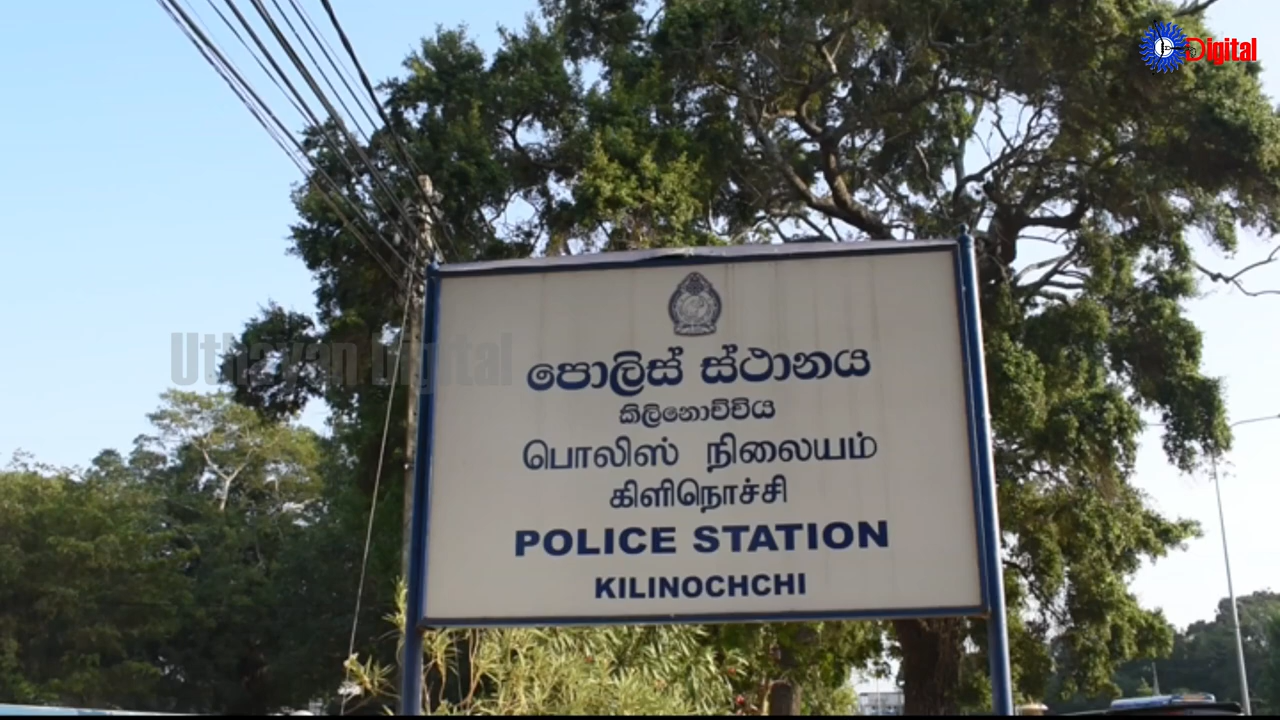 Digital
Uthayan Digital
පොලිස් ස්ථානය
කිලිනොච්චිය
பொலிஸ் நிலையம்
கிளிநொச்சி
POLICE STATION
KILINOCHCHI